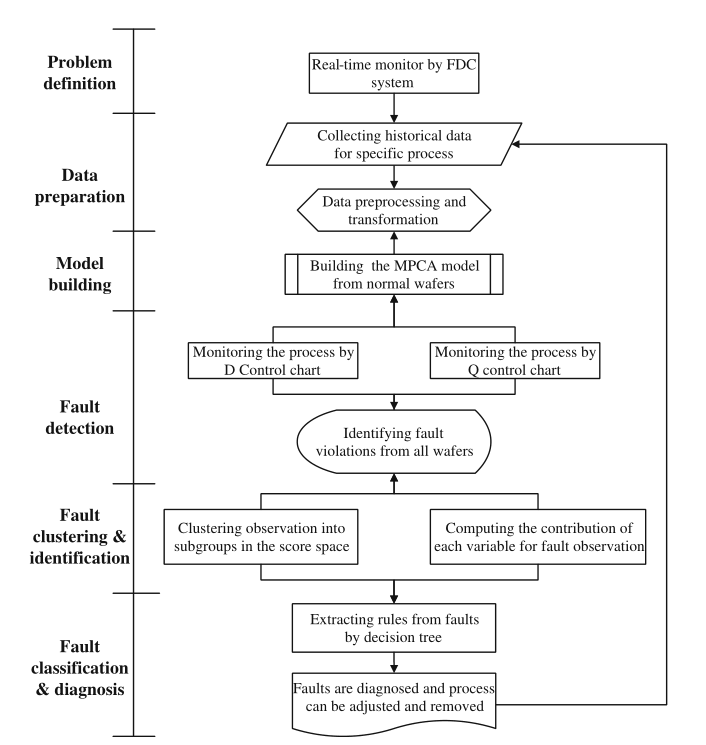 Problem
definition
Real-time monitor by FDC
system
Collecting historical data
for specific process
Data
preparation
Data preprocessing and
transformation
Model
building
Building the MPCA model
from normal wafers
Monitoring the process by
D Control chart
Monitoring the process by
Q control chart
Fault
detection
Identifying fault
violations from all wafers
Fault
clustering &
identification
Clustering observation into
subgroups in the score space
Computing the contribution of
each variable for fault observation
Extracting rules from faults
by decision tree
Fault
classification
& diagnosis
Faults are diagnosed and process
can be adjusted and removed